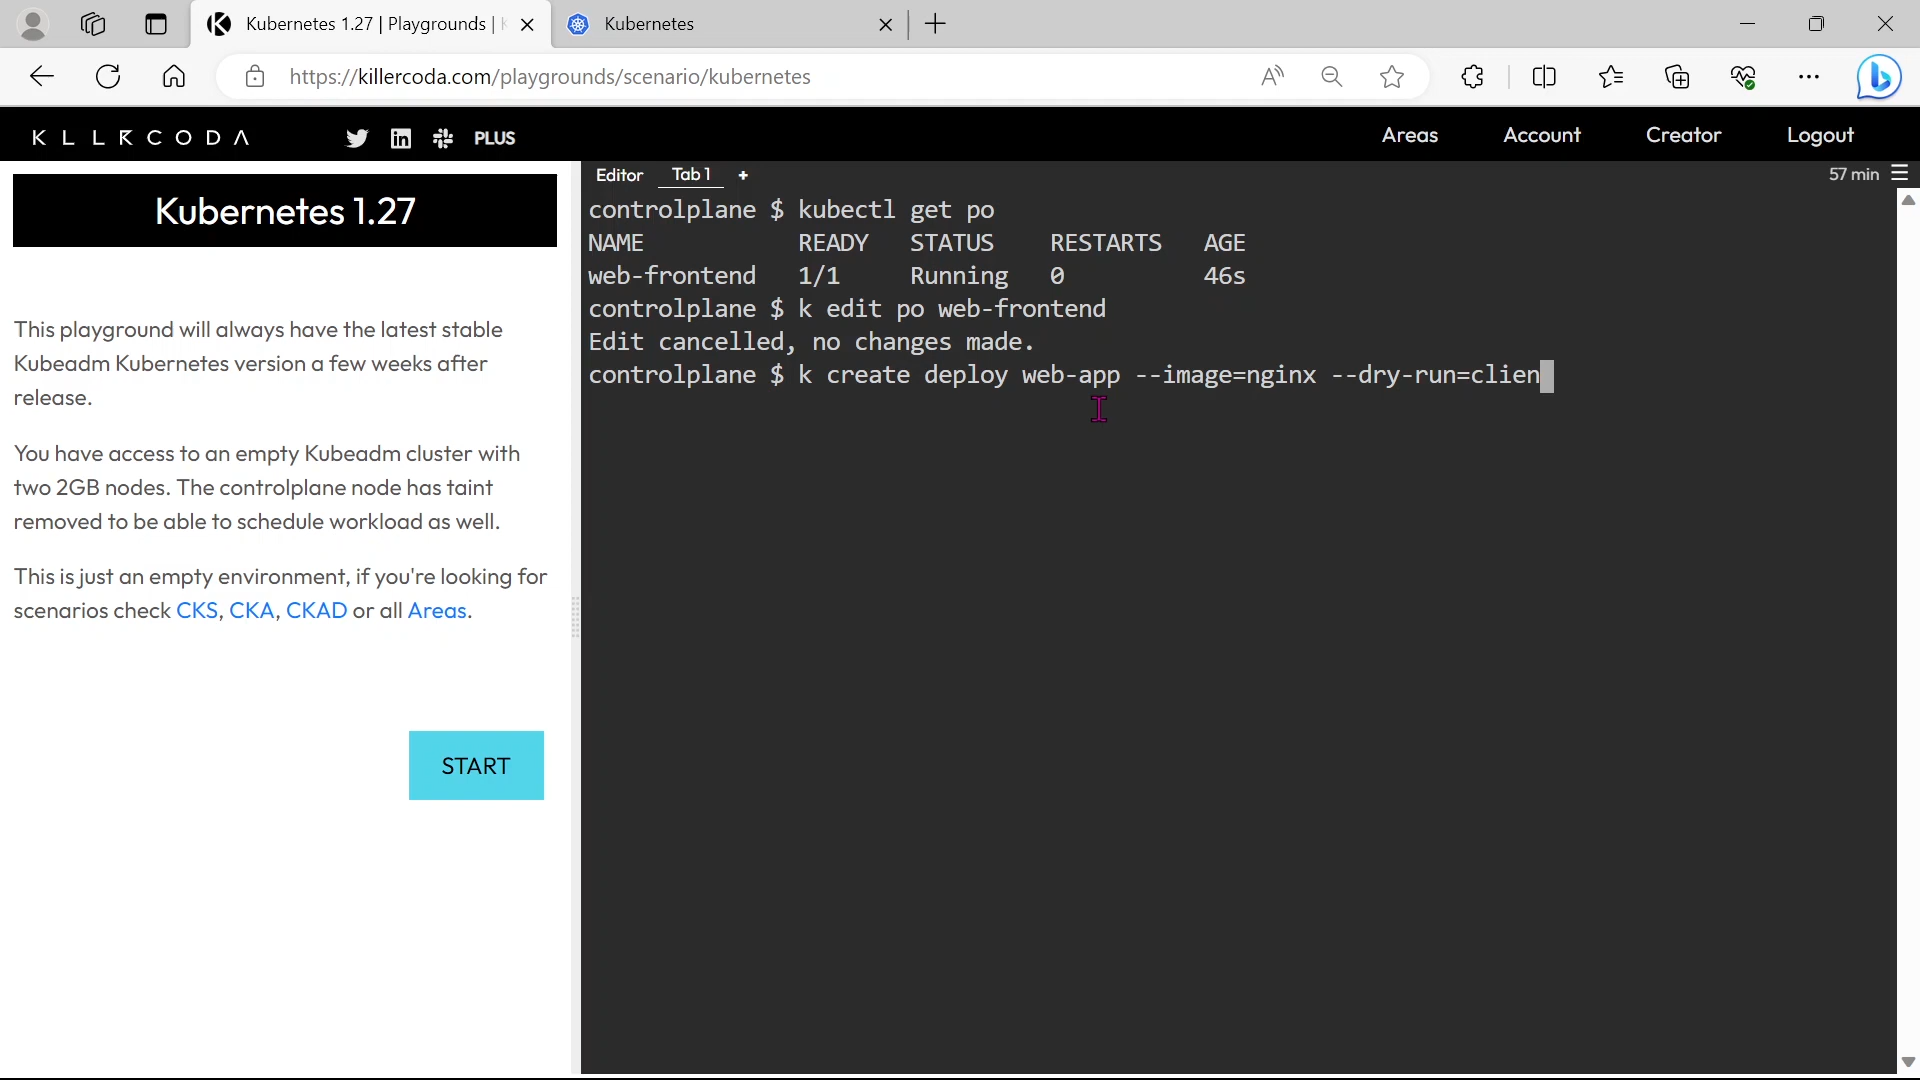 Kubernetes 1.27 | Playgrounds |
Kubernetes
https://killercoda.com/playgrounds/scenario/kubernetes
KLLRCODA
PLUS
Areas
Account
Creator
Logout
Kubernetes 1.27
This playground will always have the latest stable
Kubeadm Kubernetes version a few weeks after
release.
You have access to an empty Kubeadm cluster with
two 2GB nodes. The controlplane node has taint
removed to be able to schedule workload as well.
This is just an empty environment, if you're looking for
scenarios check CKS, CKA, CKAD or all Areas.
START
Editor
Tab 1
+
57 min
controlplane $ kubectl get po
NAME READY STATUS RESTARTS AGE
web-frontend 1/1 Running 0 46s
controlplane $ k edit po web-frontend
Edit cancelled, no changes made.
controlplane $ k create deploy web-app --image=nginx --dry-run=clien